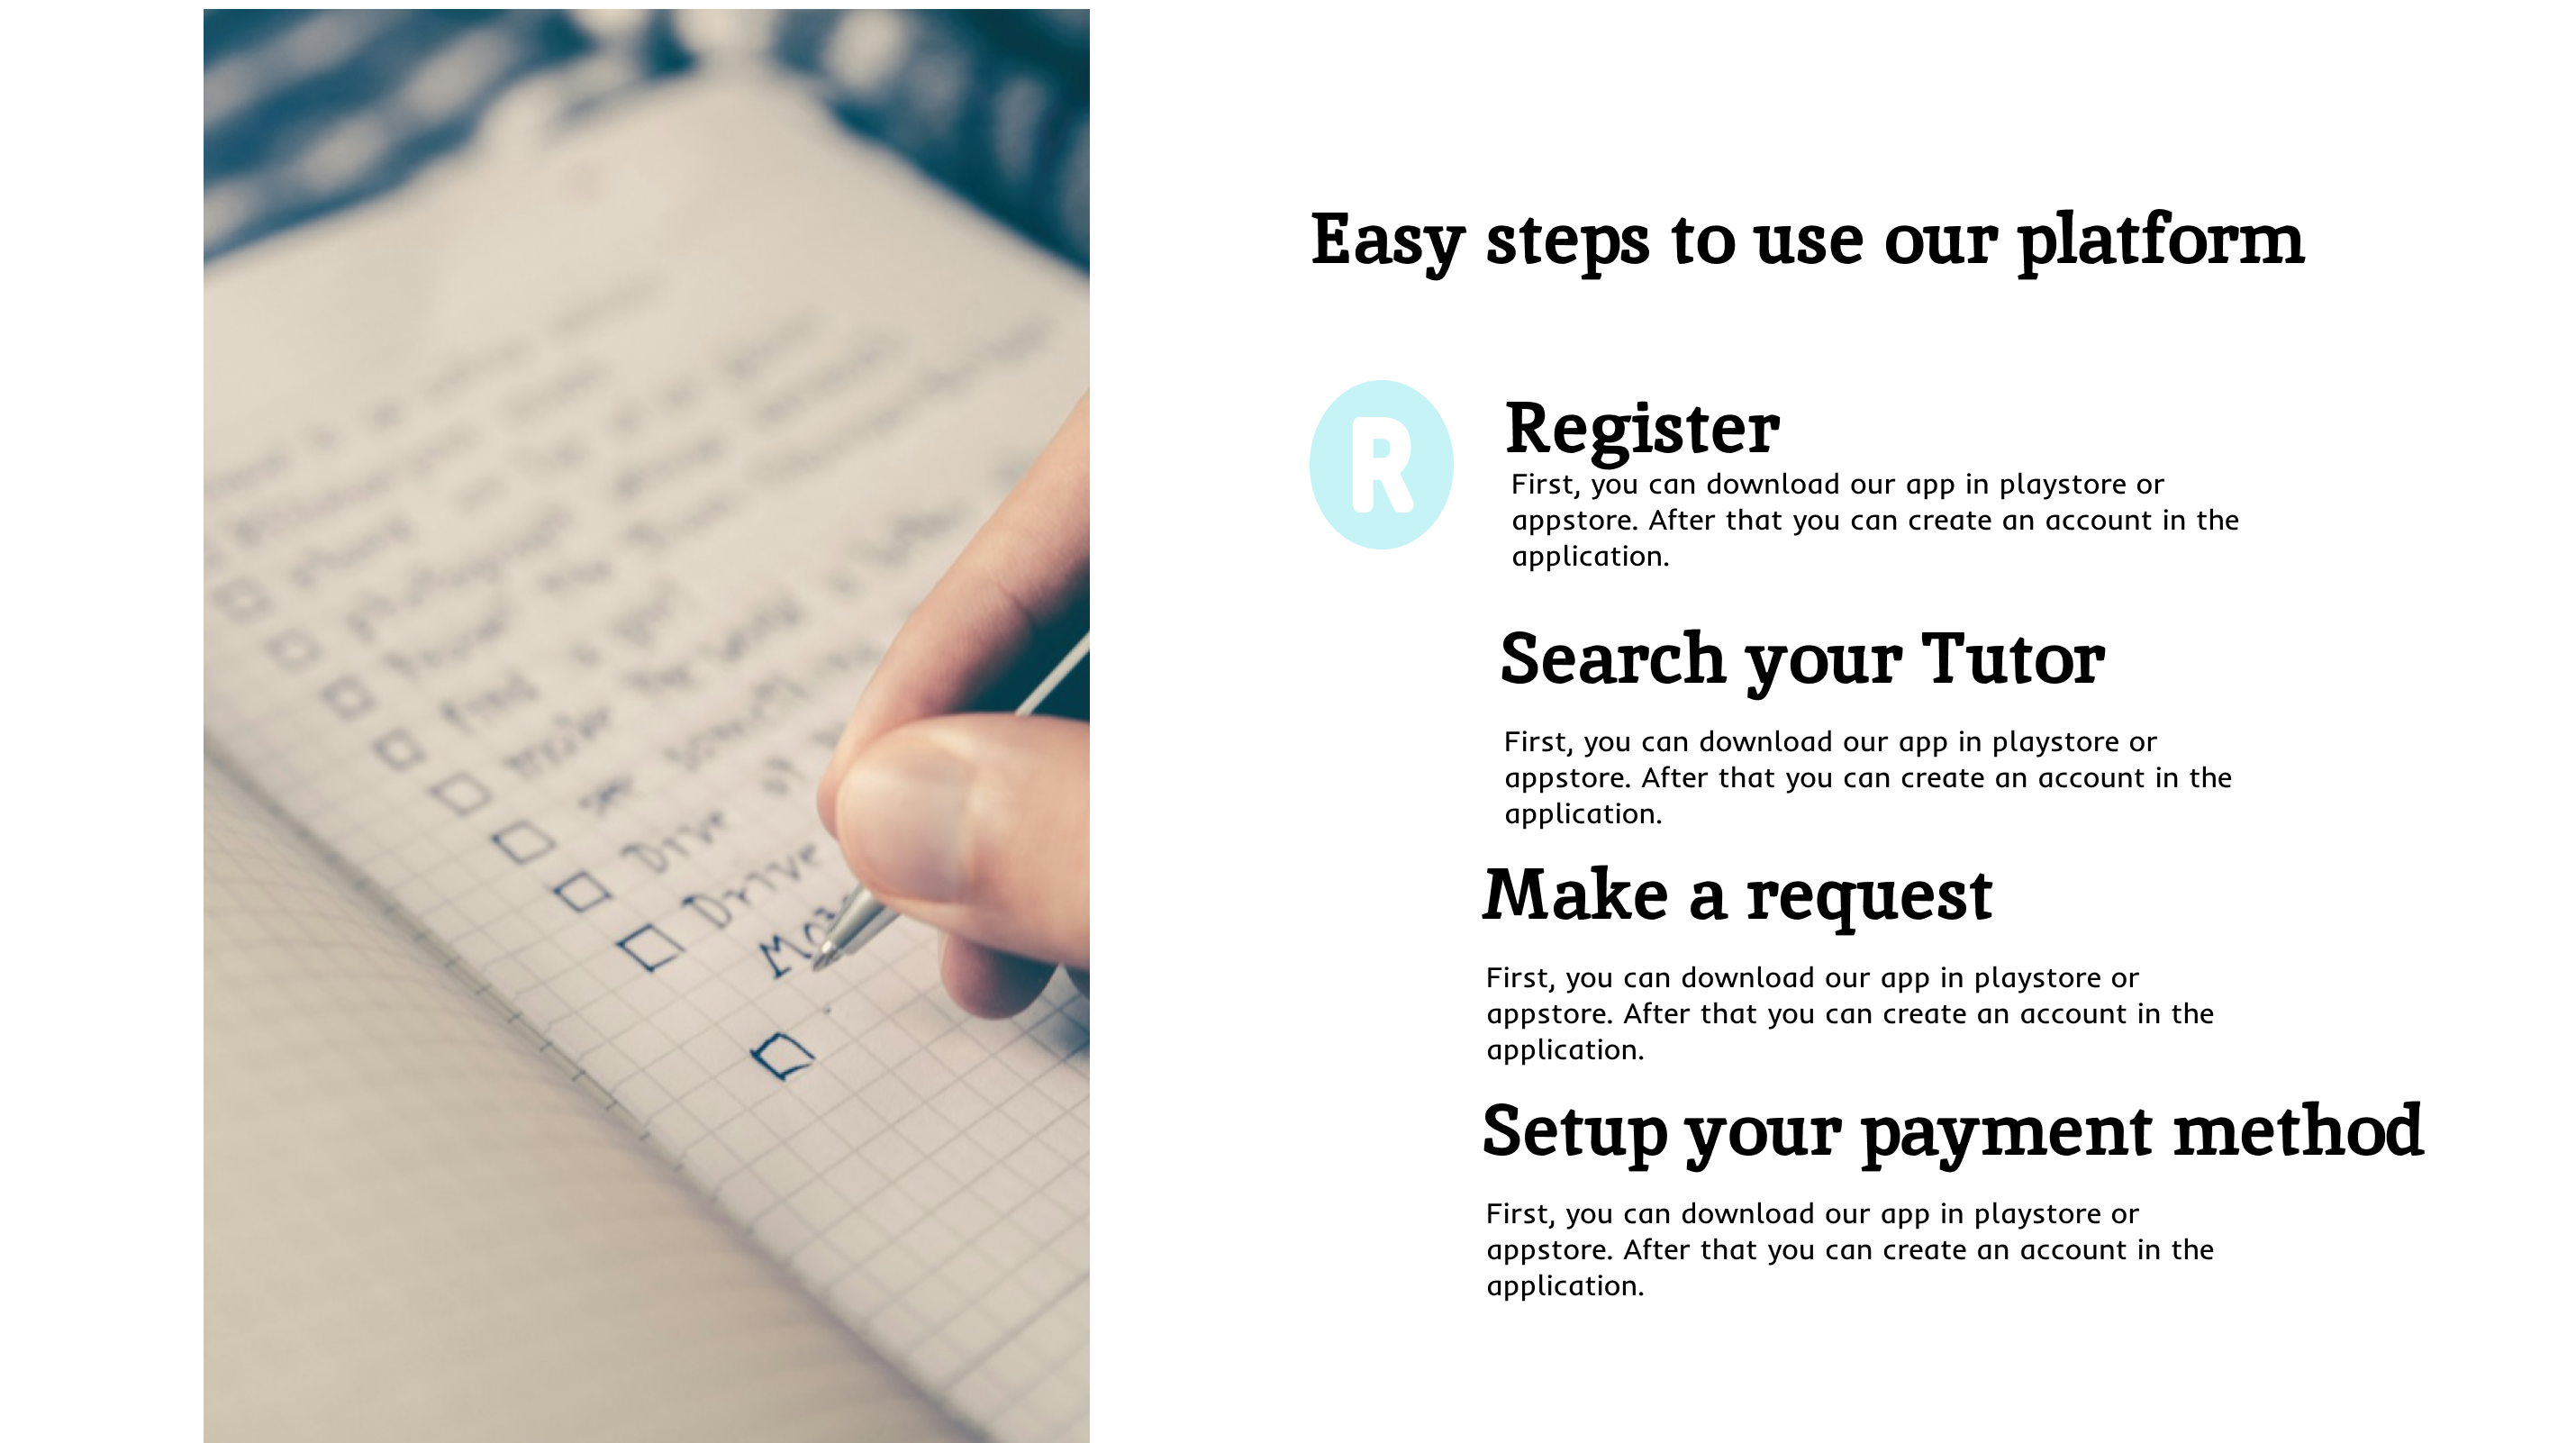 Easy steps to use our platform
R
Register
First, you can download our app in playstore or
appstore. After that you can create an account in the
application.
Search your Tutor
First, you can download our app in playstore or
appstore. After that you can create an account in the
application.
Make a request
First, you can download our app in playstore or
appstore. After that you can create an account in the
application.
Setup your payment method
First, you can download our app in playstore or
appstore. After that you can create an account in the
application.
Drive
Drive